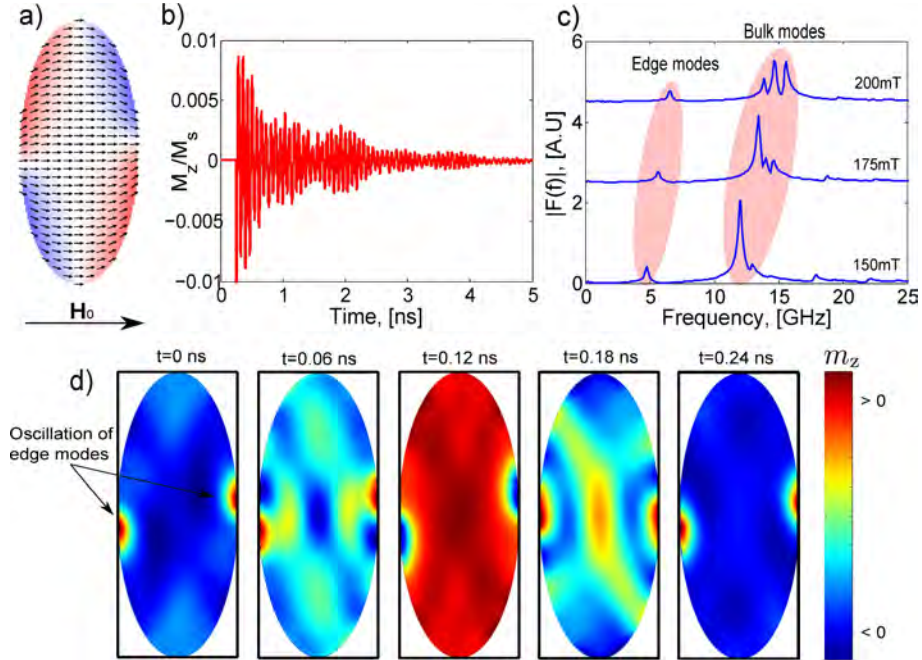 a)
H₀
b)
0.01
0.005
0
−0.005
−0.01
M_z/M_s
0 1 2 3 4 5
Time, [ns]
c)
Bulk modes
Edge modes
6
4
2
0
|F(f)|, [A.U]
200mT
175mT
150mT
0 5 10 15 20 25
Frequency, [GHz]
d)
t=0 ns t=0.06 ns t=0.12 ns t=0.18 ns t=0.24 ns
m_z
Oscillation of
edge modes
> 0
< 0